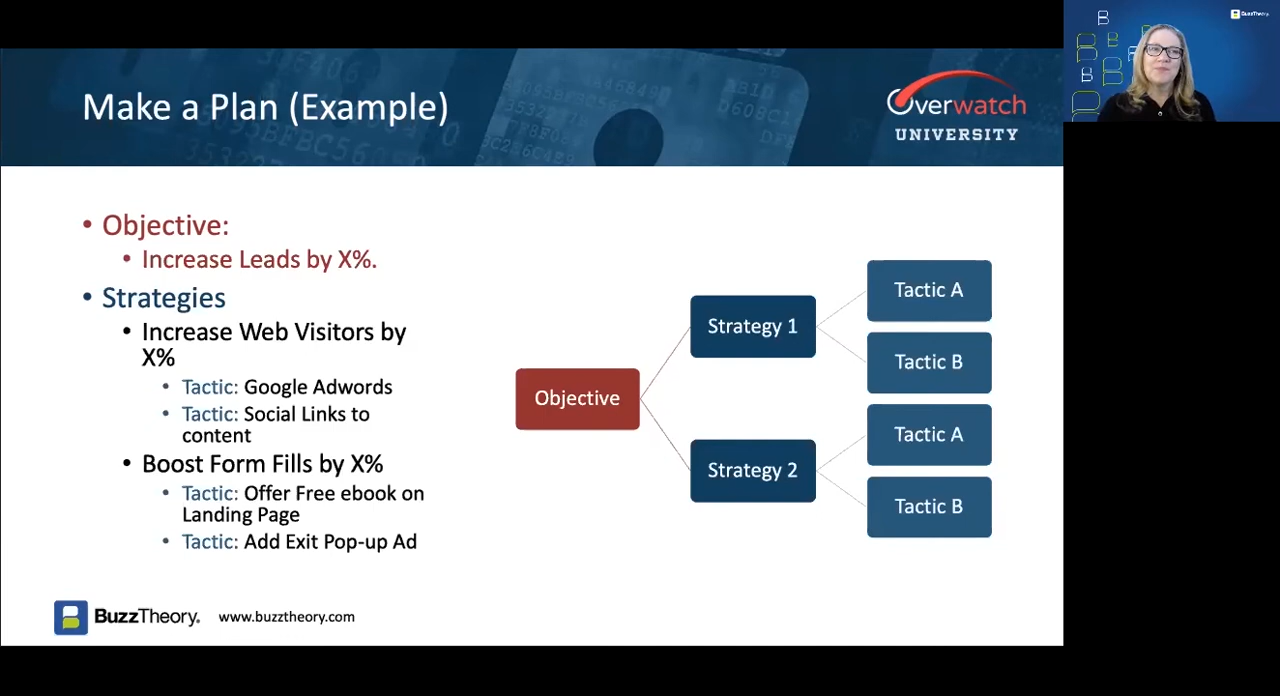 Make a Plan (Example)
Overwatch
UNIVERSITY
BuzzTheory.
• Objective:
• Increase Leads by X%.
• Strategies
• Increase Web Visitors by
X%
• Tactic: Google Adwords
• Tactic: Social Links to
content
• Boost Form Fills by X%
• Tactic: Offer Free ebook on
Landing Page
• Tactic: Add Exit Pop-up Ad
Objective
Strategy 1
Strategy 2
Tactic A
Tactic B
Tactic A
Tactic B
BuzzTheory.
www.buzztheory.com